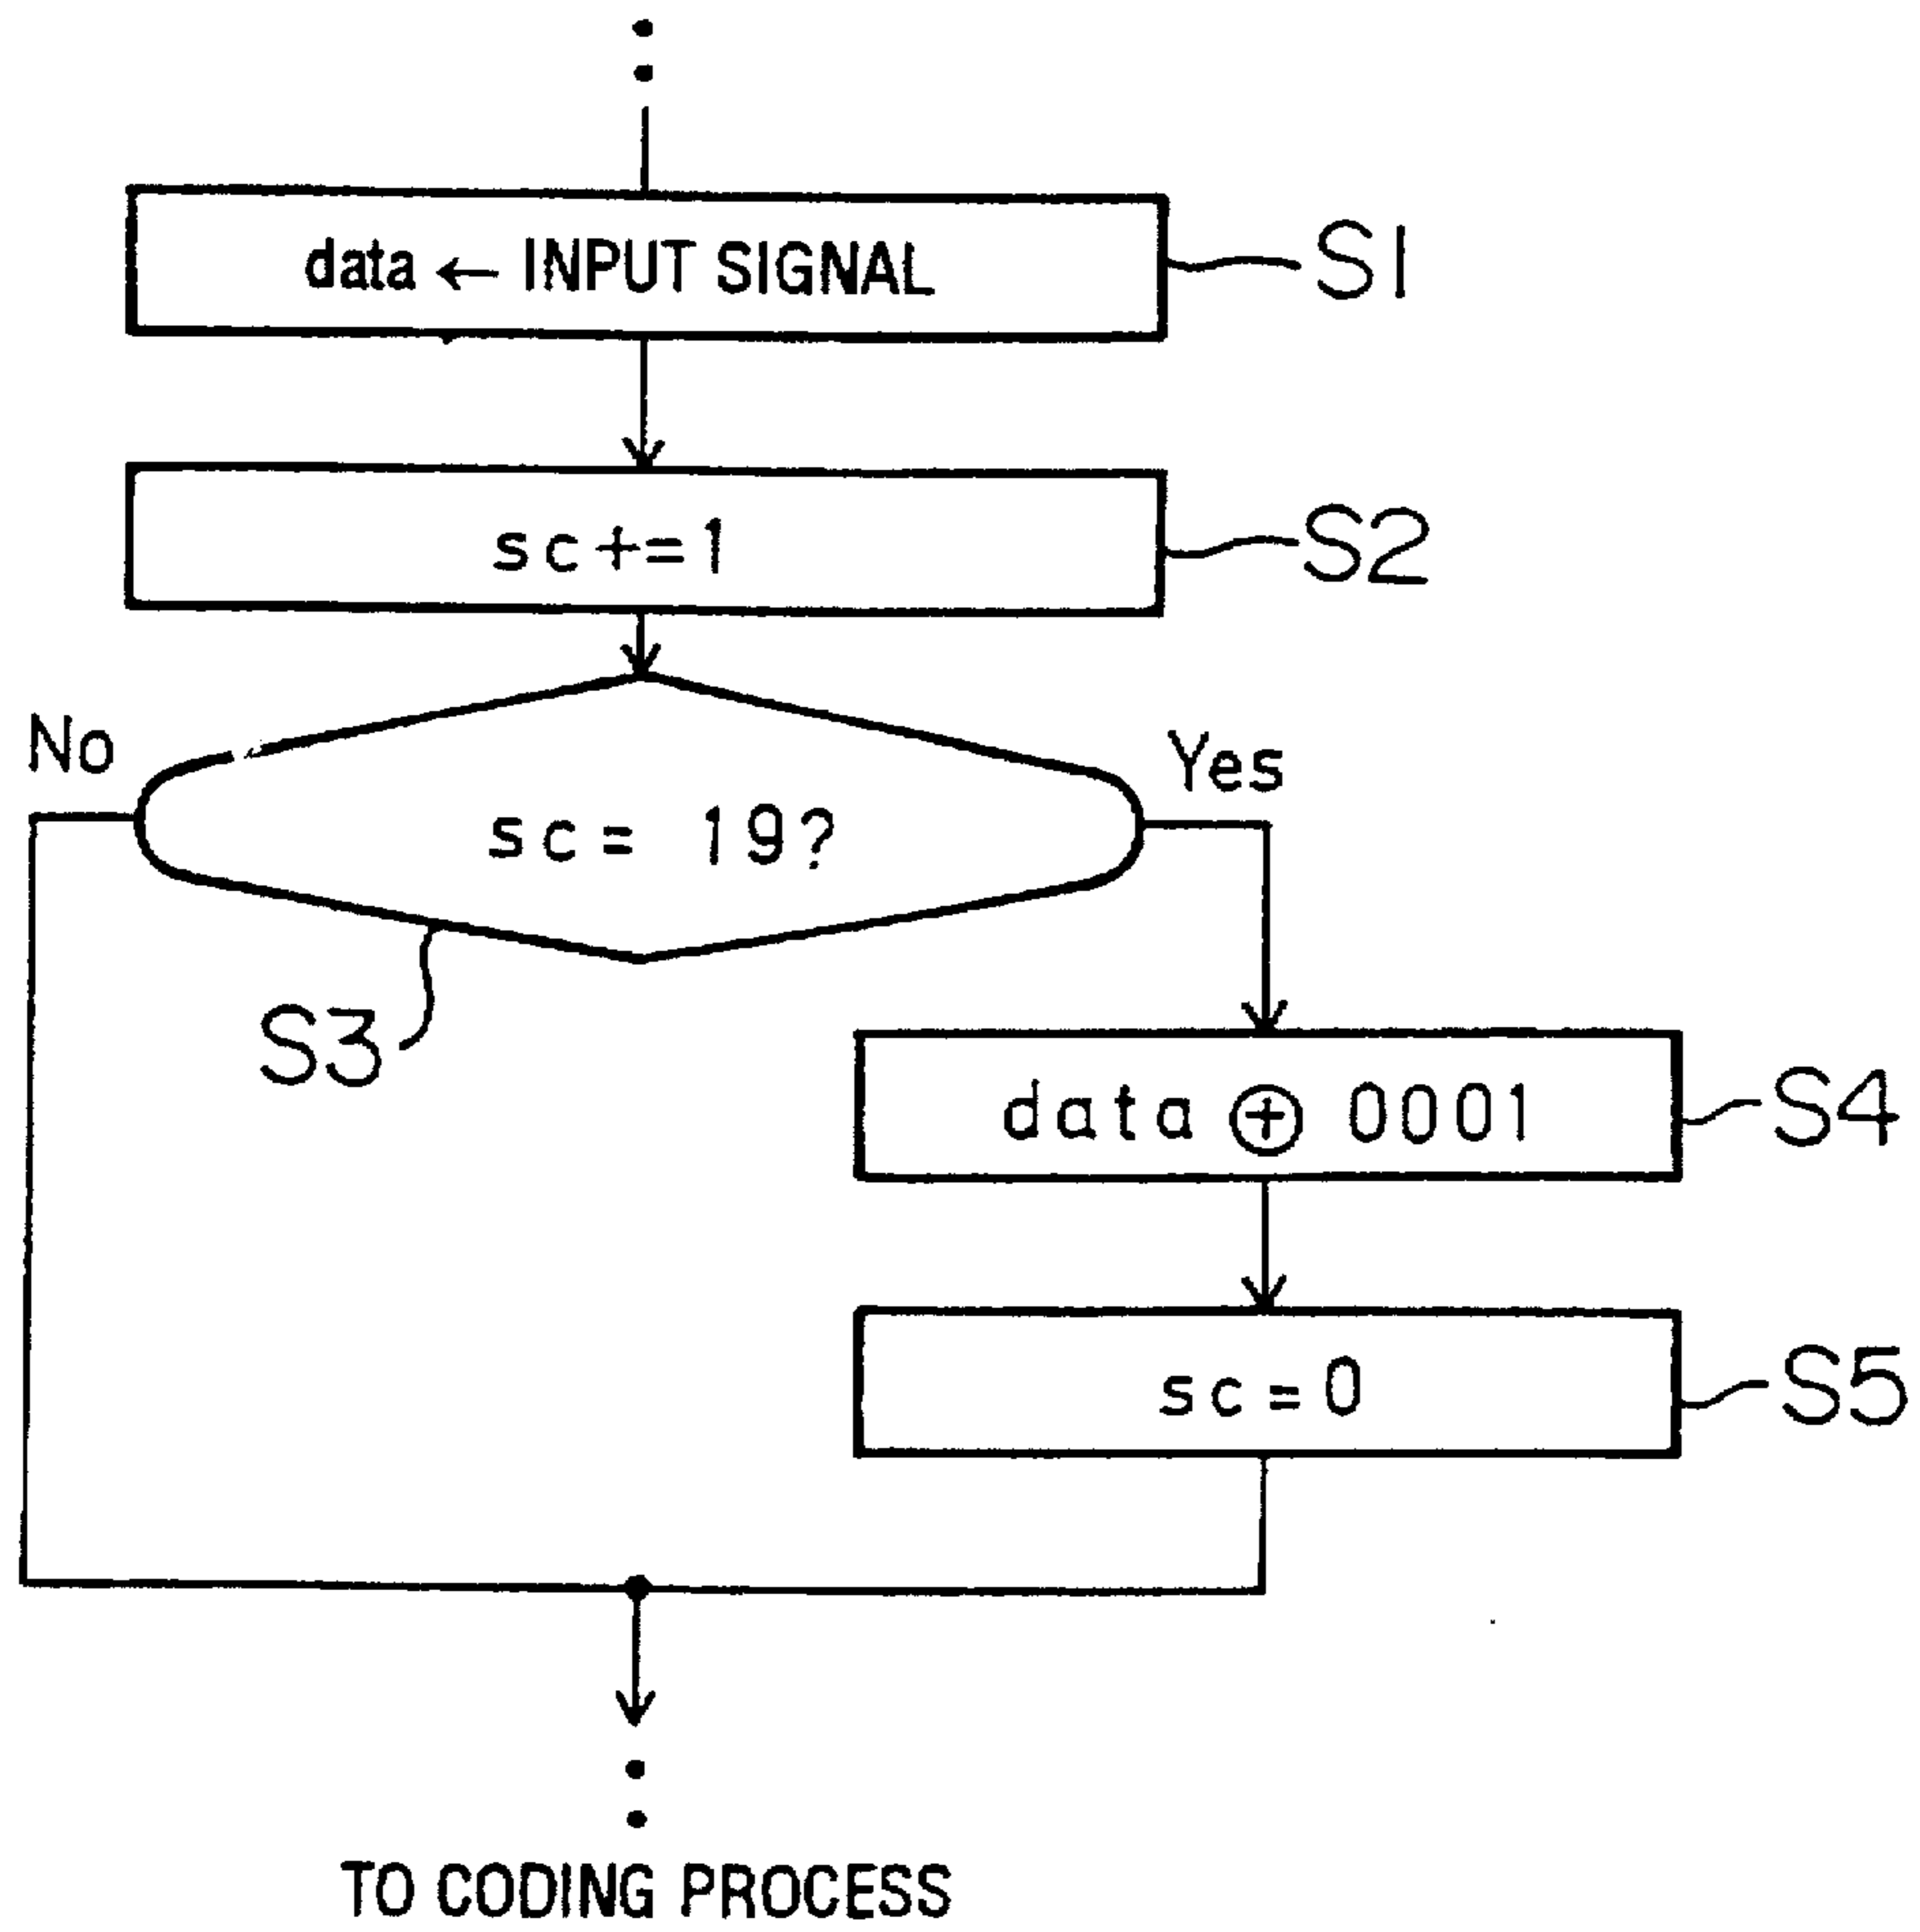 data ← INPUT SIGNAL
S1
sc+=1
S2
No
Yes
sc= 19?
S3
data ⊕ 0001
S4
sc=0
S5
TO CODING PROCESS